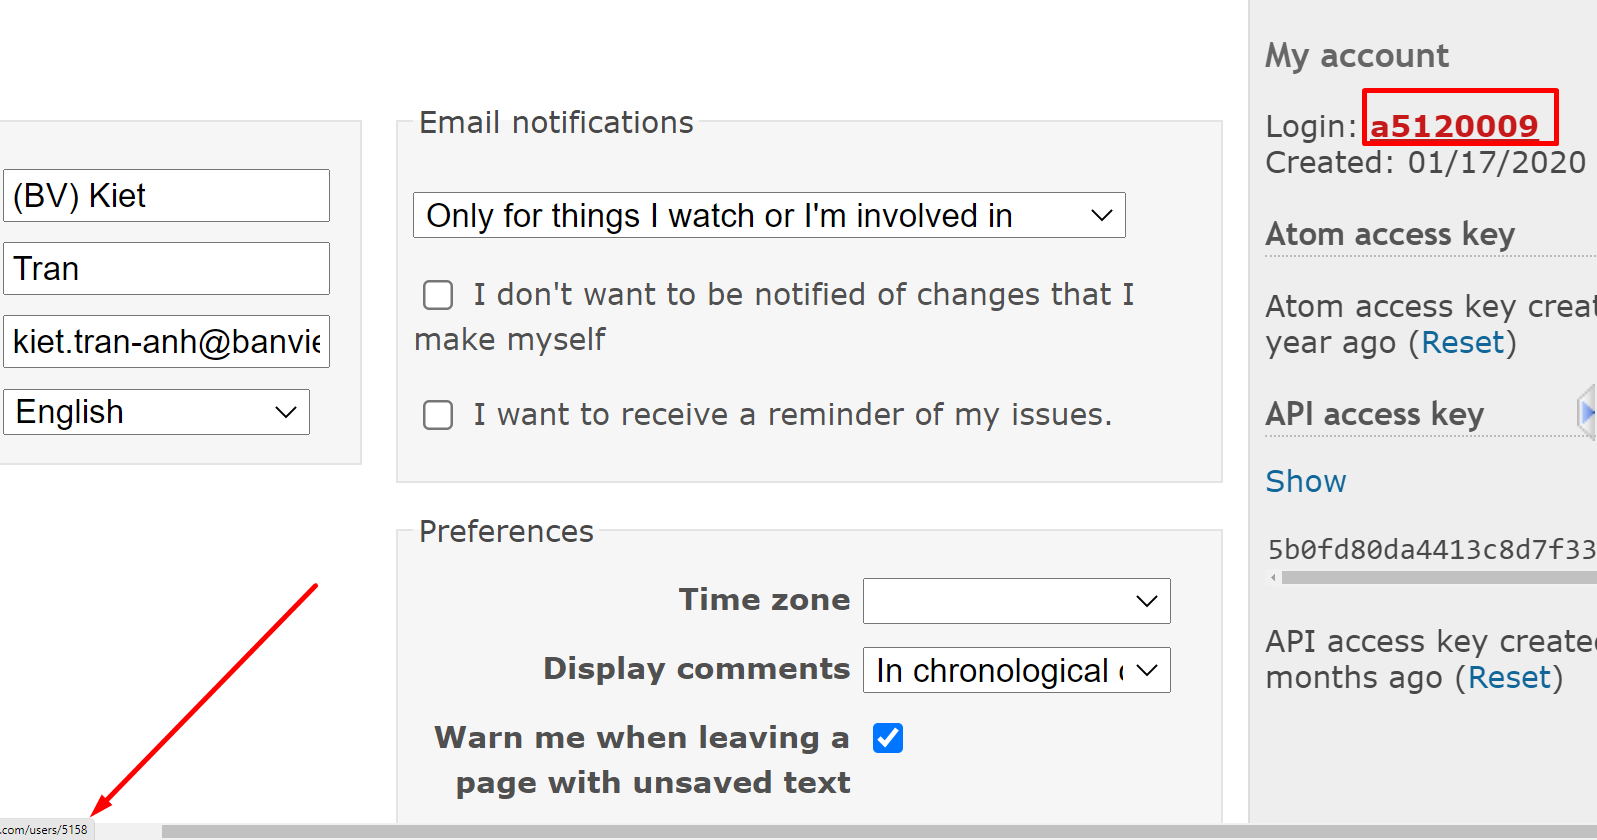 (BV) Kiet
Tran
kiet.tran-anh@banvie
English
Email notifications
Only for things I watch or I'm involved in
I don't want to be notified of changes that I
make myself
I want to receive a reminder of my issues.
Preferences
Time zone
Display comments
In chronological
Warn me when leaving a
page with unsaved text
My account
Login: a5120009
Created: 01/17/2020
Atom access key
Atom access key creat
year ago (Reset)
API access key
Show
5b0fd80da4413c8d7f33
API access key create
months ago (Reset)
.com/users/5158